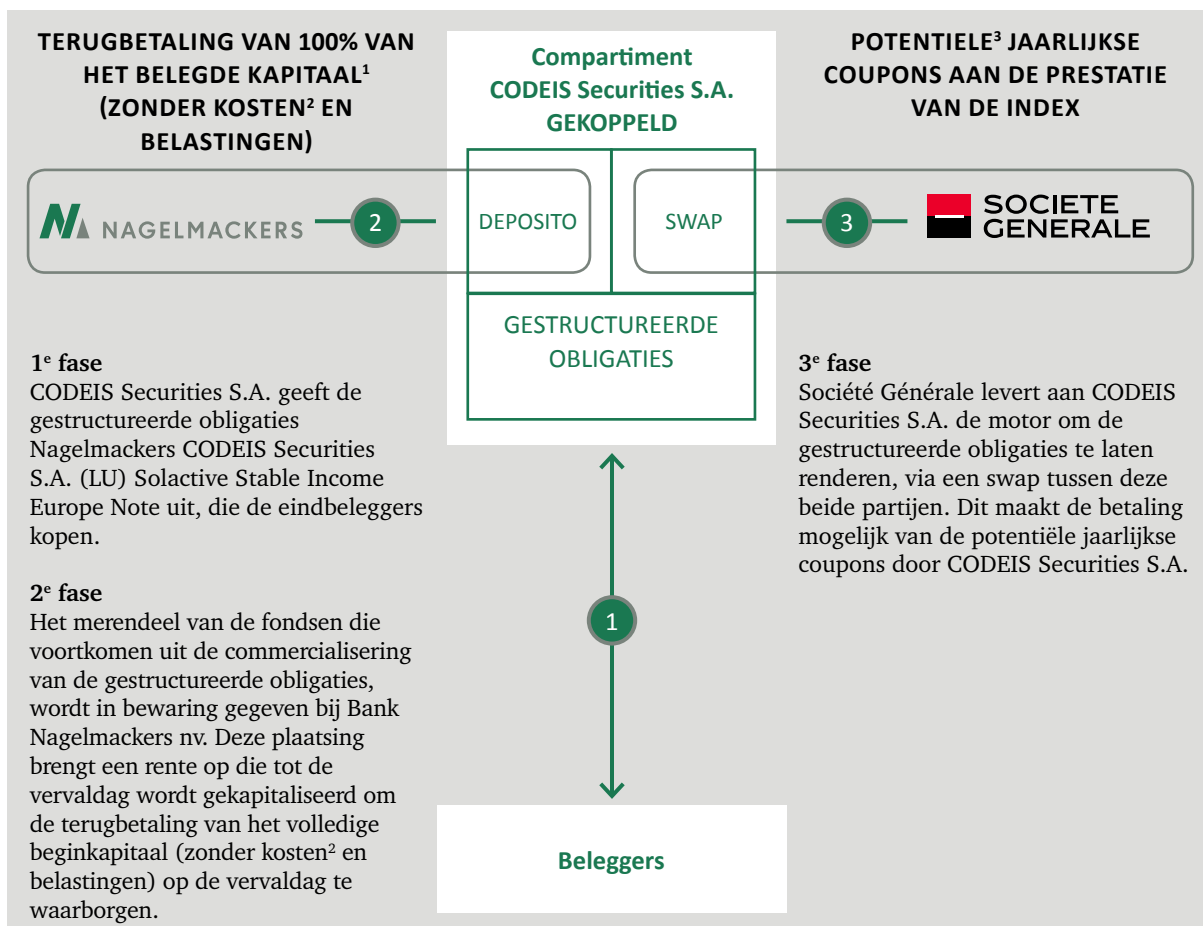 TERUGBETALING VAN 100% VAN
HET BELEGDE KAPITAAL¹
(ZONDER KOSTEN² EN
BELASTINGEN)
Compartiment
CODEIS Securities S.A.
GEKOPPELD
POTENTIELE³ JAARLIJKSE
COUPONS AAN DE PRESTATIE
VAN DE INDEX
NAGELMACKERS
2
DEPOSITO
SWAP
3
SOCIETE
GENERALE
GESTRUCTUREERDE
OBLIGATIES
1ᵉ fase
CODEIS Securities S.A. geeft de
gestructureerde obligaties
Nagelmackers CODEIS Securities
S.A. (LU) Solactive Stable Income
Europe Note uit, die de eindbeleggers
kopen.
2ᵉ fase
Het merendeel van de fondsen die
voortkomen uit de commercialisering
van de gestructureerde obligaties,
wordt in bewaring gegeven bij Bank
Nagelmackers nv. Deze plaatsing
brengt een rente op die tot de
vervaldag wordt gekapitaliseerd om
de terugbetaling van het volledige
beginkapitaal (zonder kosten² en
belastingen) op de vervaldag te
waarborgen.
3ᵉ fase
Société Générale levert aan CODEIS
Securities S.A. de motor om de
gestructureerde obligaties te laten
renderen, via een swap tussen deze
beide partijen. Dit maakt de betaling
mogelijk van de potentiële jaarlijkse
coupons door CODEIS Securities S.A.
1
Beleggers